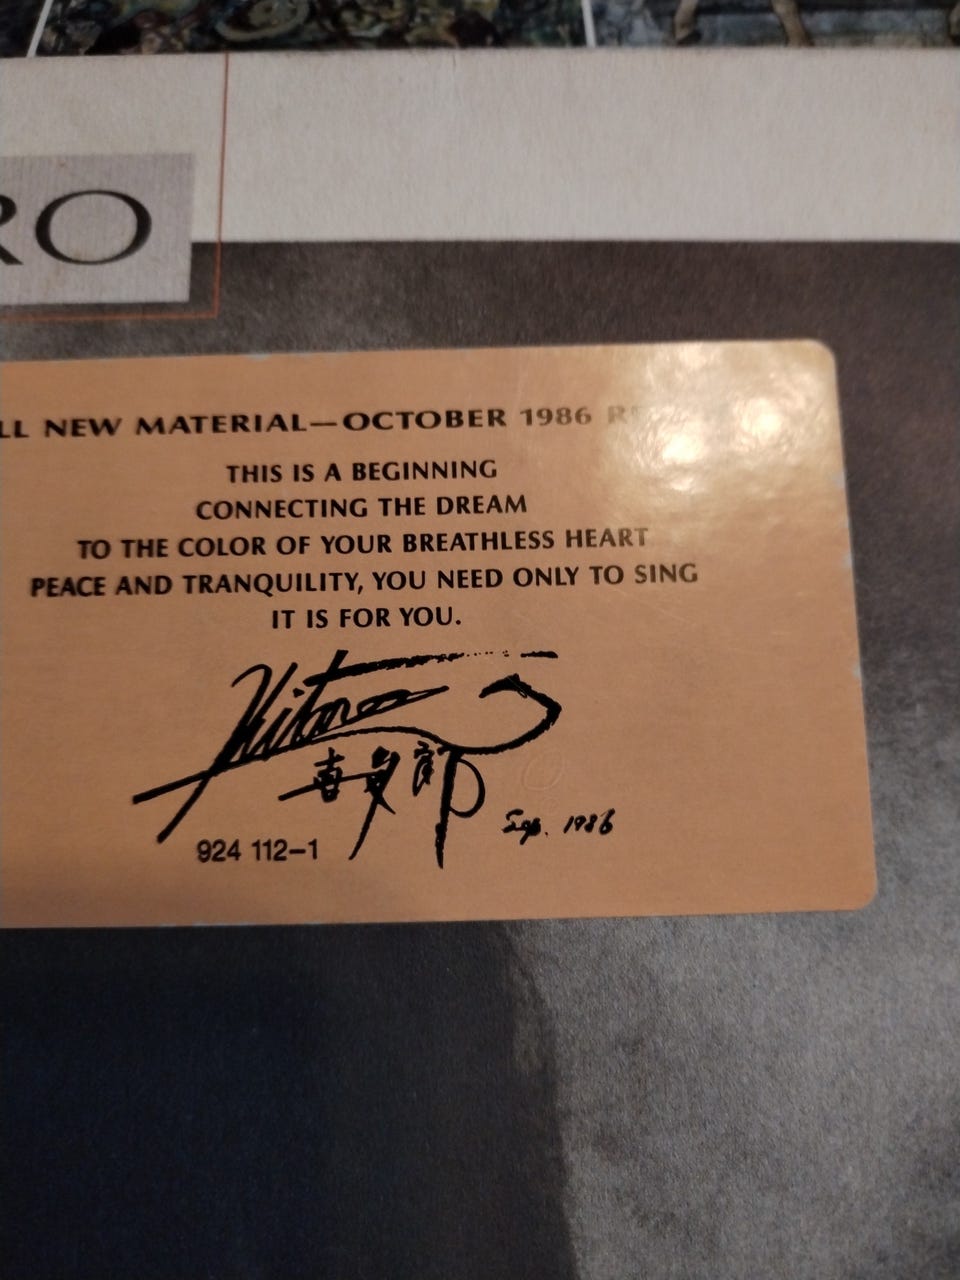 RO
LL NEW MATERIAL—OCTOBER 1986
THIS IS A BEGINNING
CONNECTING THE DREAM
TO THE COLOR OF YOUR BREATHLESS HEART
PEACE AND TRANQUILITY, YOU NEED ONLY TO SING
IT IS FOR YOU.
Kitaro
喜多郎
Sep. 1986
924 112–1